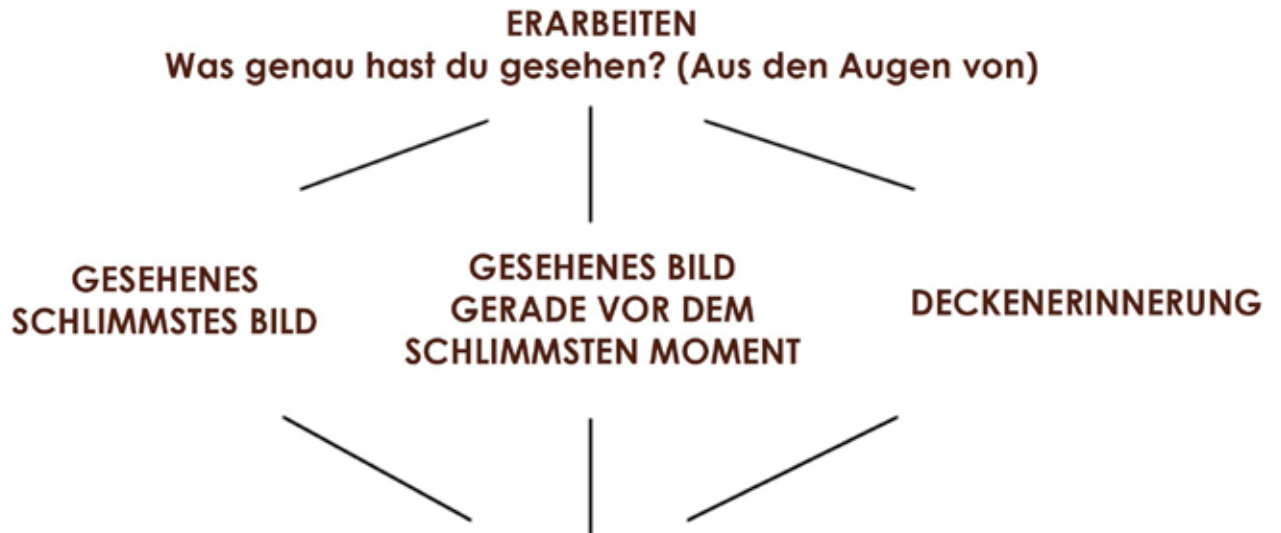 ERARBEITEN
Was genau hast du gesehen? (Aus den Augen von)
GESEHENES
SCHLIMMSTES BILD
GESEHENES BILD
GERADE VOR DEM
SCHLIMMSTEN MOMENT
DECKENERINNERUNG